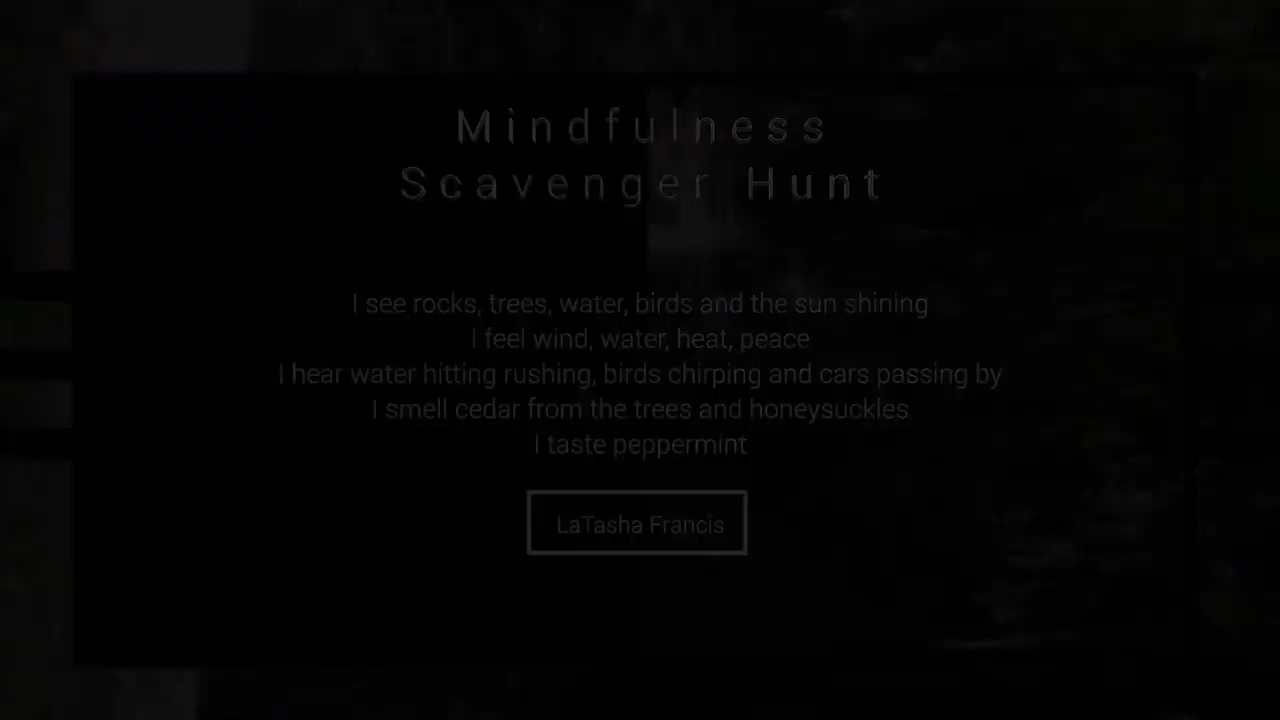 Mindfulness
Scavenger Hunt
I see rocks, trees, water, birds and the sun shining
I feel wind, water, heat, peace
I hear water hitting rushing, birds chirping and cars passing by
I smell cedar from the trees and honeysuckles
I taste peppermint
LaTasha Francis